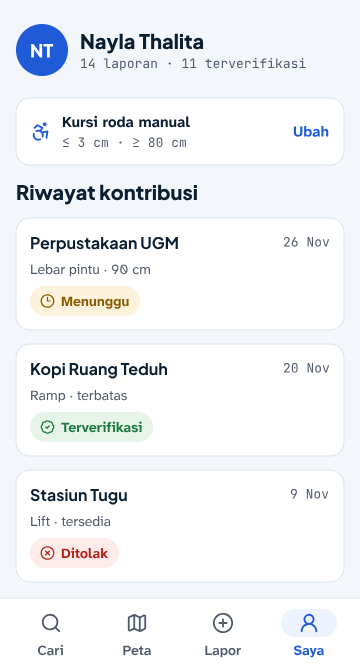 NT
Nayla Thalita
14 laporan · 11 terverifikasi
Kursi roda manual
≤ 3 cm · ≥ 80 cm
Ubah
Riwayat kontribusi
Perpustakaan UGM
26 Nov
Lebar pintu · 90 cm
Menunggu
Kopi Ruang Teduh
20 Nov
Ramp · terbatas
Terverifikasi
Stasiun Tugu
9 Nov
Lift · tersedia
Ditolak
Cari
Peta
Lapor
Saya